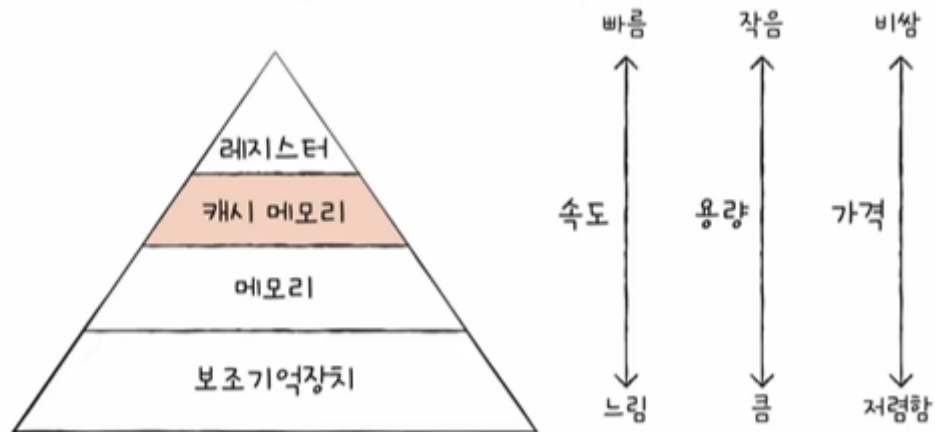 빠름 작음 비쌈
레지스터
캐시 메모리
속도 용량 가격
메모리
보조기억장치
느림 큼 저렴함